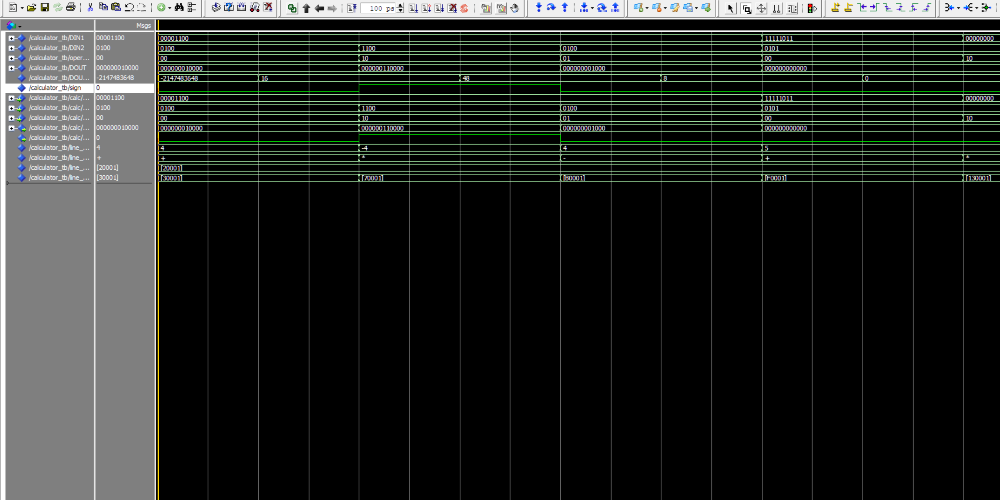 100 ps
Msgs
/calculator_tb/DIN1 00001100 00001100 11111011 00000000
/calculator_tb/DIN2 0100 0100 1100 0100 0101
/calculator_tb/oper... 00 00 10 01 00 10
/calculator_tb/DOUT 000000010000 000000010000 000000110000 000000001000 000000000000
/calculator_tb/DOU... -2147483648 -2147483648 16 48 8 0
/calculator_tb/sign 0
/calculator_tb/calc/... 00001100 00001100 11111011 00000000
/calculator_tb/calc/... 0100 0100 1100 0100 0101
/calculator_tb/calc/... 00 00 10 01 00 10
/calculator_tb/calc/... 000000010000 000000010000 000000110000 000000001000 000000000000
/calculator_tb/calc/... 0
/calculator_tb/line_... 4 4 -4 4 5
/calculator_tb/line_... + + * - + *
/calculator_tb/line_... [20001] [20001]
/calculator_tb/line_... [30001] [30001] [70001] [B0001] [F0001] [130001]